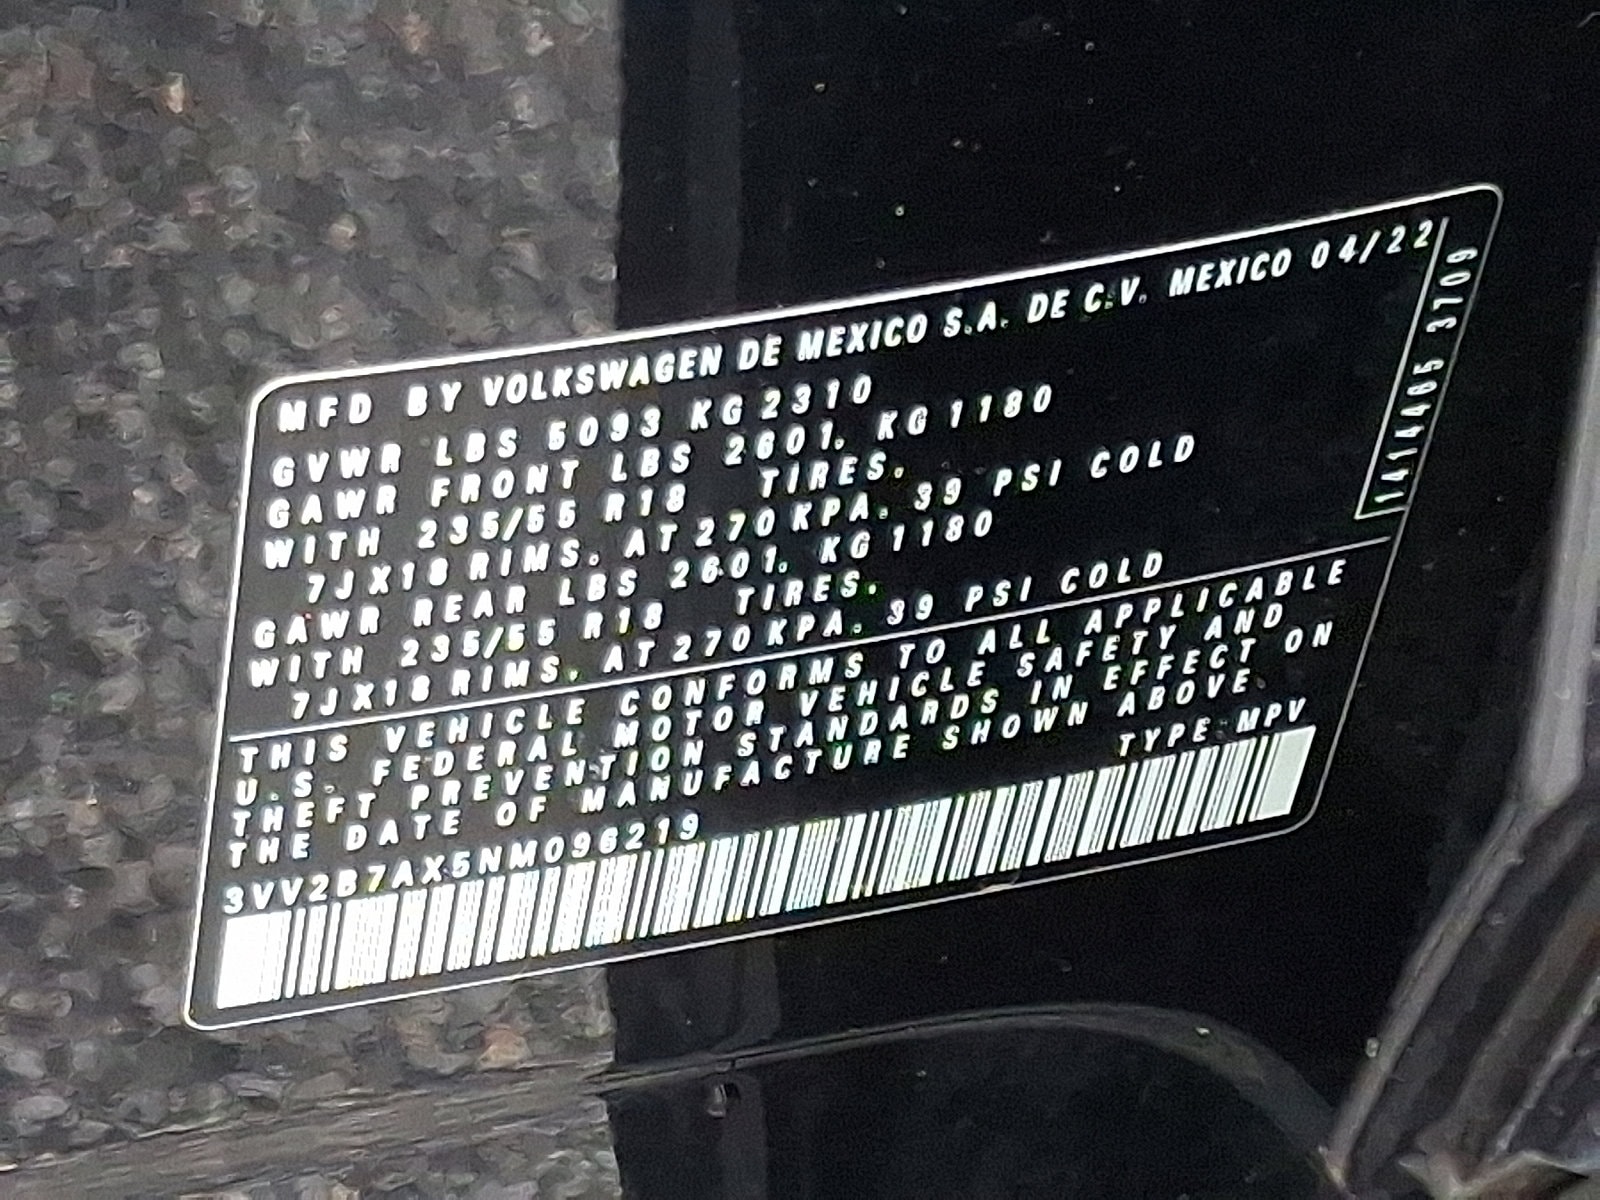 MFD BY VOLKSWAGEN DE MEXICO S.A. DE C.V. MEXICO 04/22
GVWR LBS 5093 KG 2310
GAWR FRONT LBS 2601. KG 1180
WITH 235/55 R18 TIRES.
7JX18 RIMS. AT 270 KPA. 39 PSI COLD
GAWR REAR LBS 2601. KG 1180
WITH 235/55 R18 TIRES.
7JX18 RIMS. AT 270 KPA. 39 PSI COLD
THIS VEHICLE CONFORMS TO ALL APPLICABLE
U.S. FEDERAL MOTOR VEHICLE SAFETY AND
THEFT PREVENTION STANDARDS IN EFFECT ON
THE DATE OF MANUFACTURE SHOWN ABOVE
TYPE MPV
3VV2B7AX5NM096219
1414465 3709